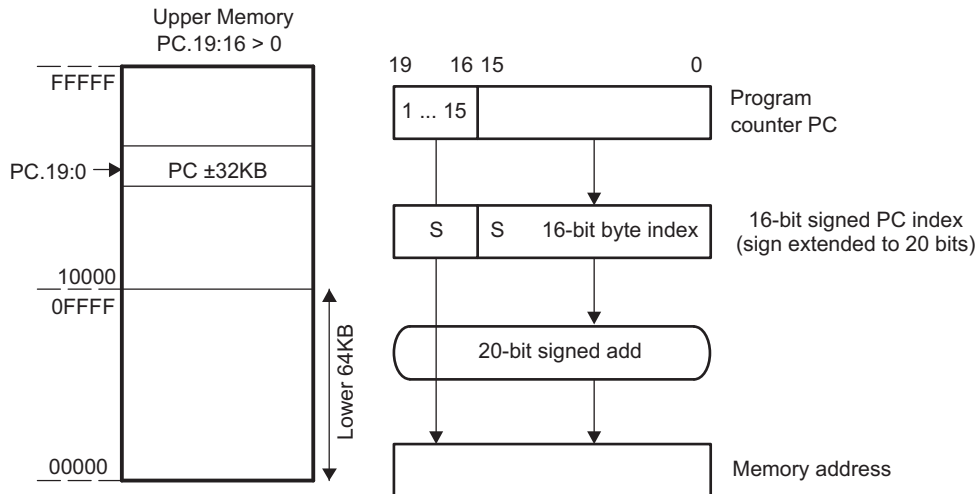 Upper Memory
PC.19:16 > 0
FFFFF
PC.19:0
PC ±32KB
10000
0FFFF
Lower 64KB
00000
19 16 15 0
1 ... 15
Program
counter PC
S S 16-bit byte index
16-bit signed PC index
(sign extended to 20 bits)
20-bit signed add
Memory address